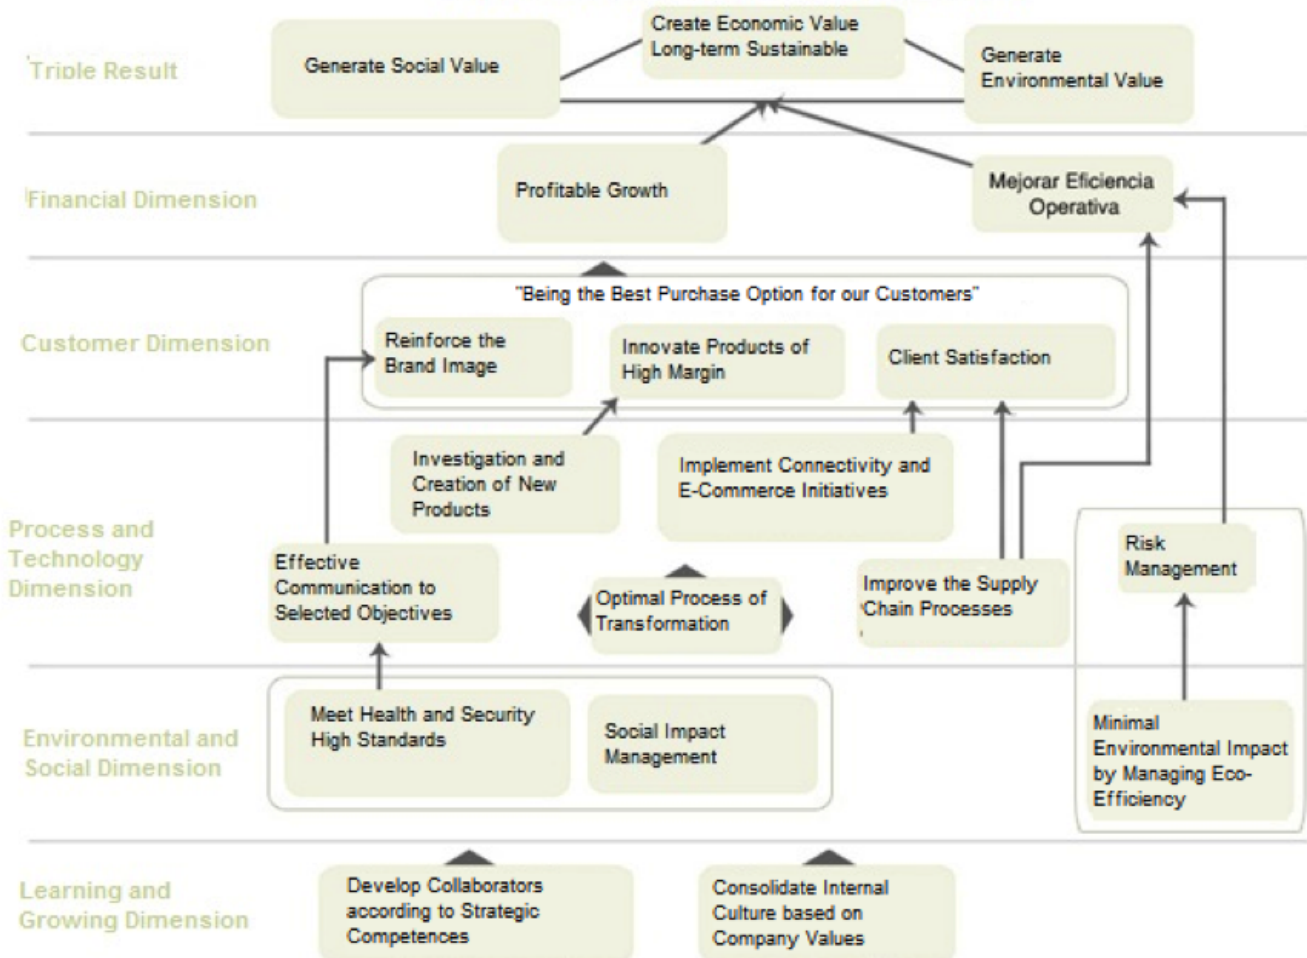 Triple Result
Generate Social Value
Create Economic Value
Long-term Sustainable
Generate
Environmental Value
Financial Dimension
Profitable Growth
Mejorar Eficiencia
Operativa
Customer Dimension
"Being the Best Purchase Option for our Customers"
Reinforce the
Brand Image
Innovate Products of
High Margin
Client Satisfaction
Process and
Technology
Dimension
Investigation and
Creation of New
Products
Implement Connectivity and
E-Commerce Initiatives
Effective
Communication to
Selected Objectives
Optimal Process of
Transformation
Improve the Supply
Chain Processes
Risk
Management
Environmental and
Social Dimension
Meet Health and Security
High Standards
Social Impact
Management
Minimal
Environmental Impact
by Managing Eco-
Efficiency
Learning and
Growing Dimension
Develop Collaborators
according to Strategic
Competences
Consolidate Internal
Culture based on
Company Values